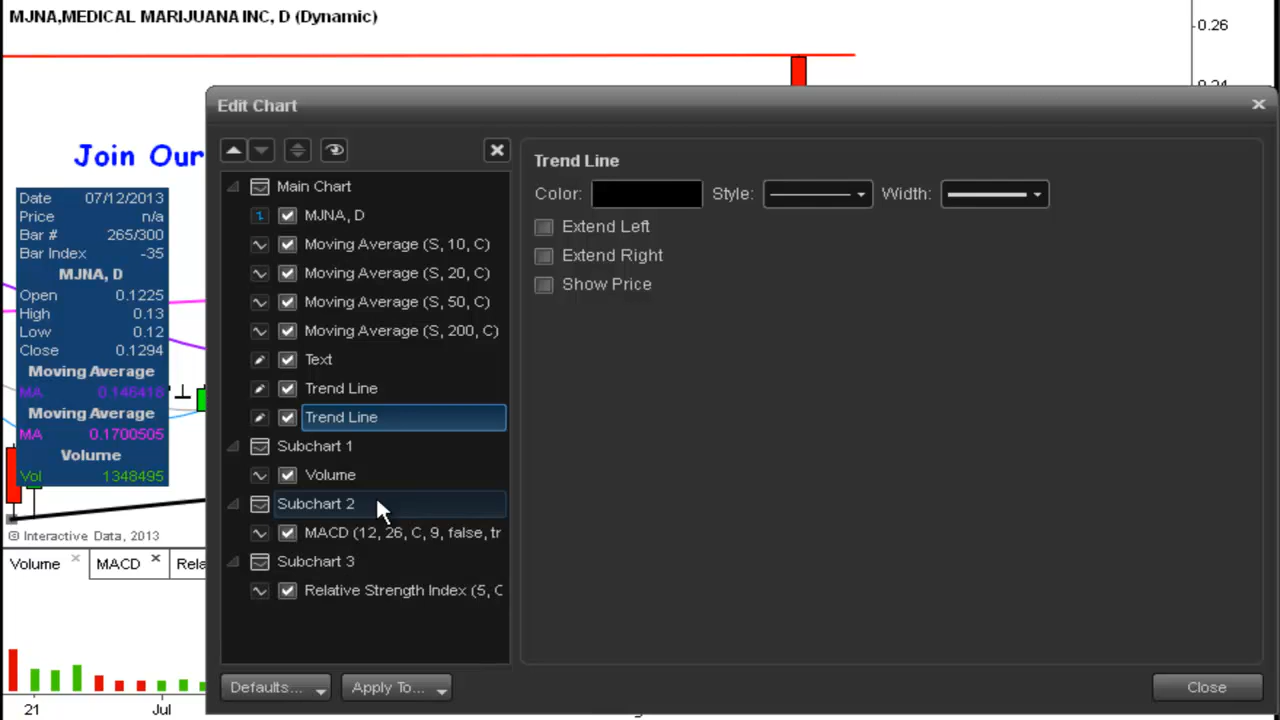 MJNA,MEDICAL MARIJUANA INC, D (Dynamic)
0.26
0.24
Edit Chart
Join Our
Date 07/12/2013
Price n/a
Bar # 265/300
Bar Index -35
MJNA, D
Open 0.1225
High 0.13
Low 0.12
Close 0.1294
Moving Average
MA 0.146418
Moving Average
MA 0.1700505
Volume
Vol 1348495
© Interactive Data, 2013
Volume
MACD
Rela
21
Jul
Main Chart
MJNA, D
Moving Average (S, 10, C)
Moving Average (S, 20, C)
Moving Average (S, 50, C)
Moving Average (S, 200, C)
Text
Trend Line
Trend Line
Subchart 1
Volume
Subchart 2
MACD (12, 26, C, 9, false, tr
Subchart 3
Relative Strength Index (5, C
Defaults...
Apply To...
Trend Line
Color: Style: Width:
Extend Left
Extend Right
Show Price
Close